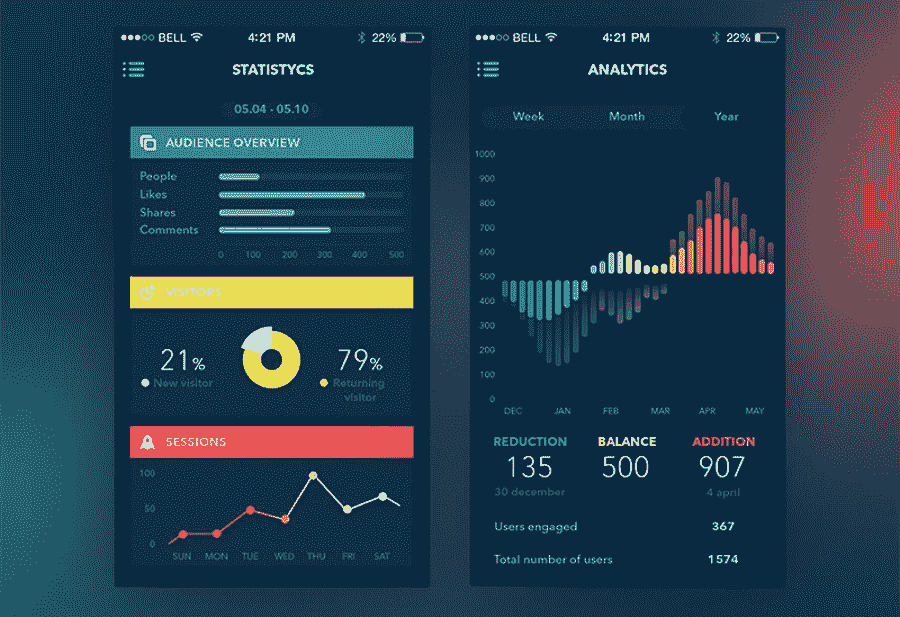 BELL 4:21 PM 22%
STATISTYCS
05.04 - 05.10
AUDIENCE OVERVIEW
People
Likes
Shares
Comments
0 100 200 300 400 500
VISITORS
21% 79%
New visitor Returning
visitor
SESSIONS
100
50
0
SUN MON TUE WED THU FRI SAT
BELL 4:21 PM 22%
ANALYTICS
Week Month Year
1000
900
800
700
600
500
400
300
200
100
0
DEC JAN FEB MAR APR MAY
REDUCTION BALANCE ADDITION
135 500 907
30 december 4 april
Users engaged 367
Total number of users 1574